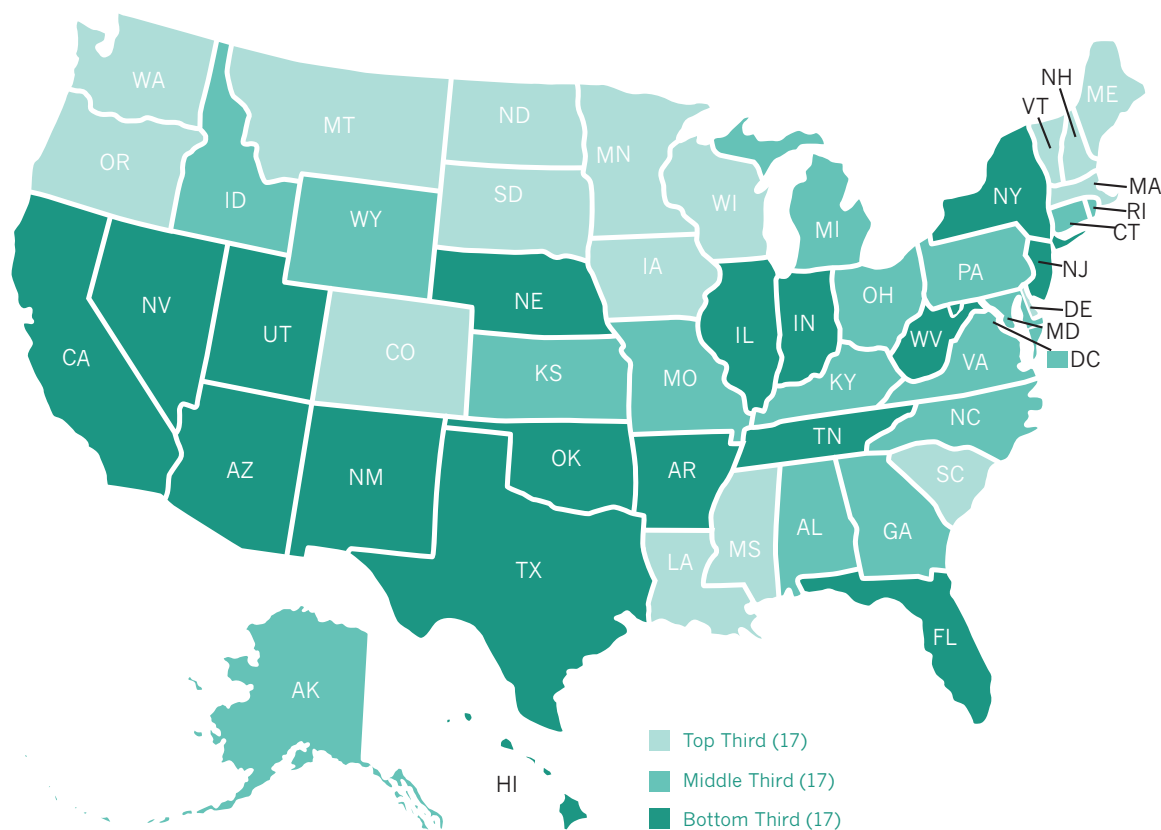 WA
MT
ND
MN
OR
ID
WY
SD
WI
MI
NH
VT
ME
NY
MA
RI
CT
NJ
PA
DE
MD
DC
IA
NE
NV
UT
CA
CO
KS
MO
IL
IN
OH
WV
VA
KY
NC
TN
AZ
NM
OK
AR
SC
MS
AL
GA
LA
TX
FL
AK
HI
Top Third (17)
Middle Third (17)
Bottom Third (17)